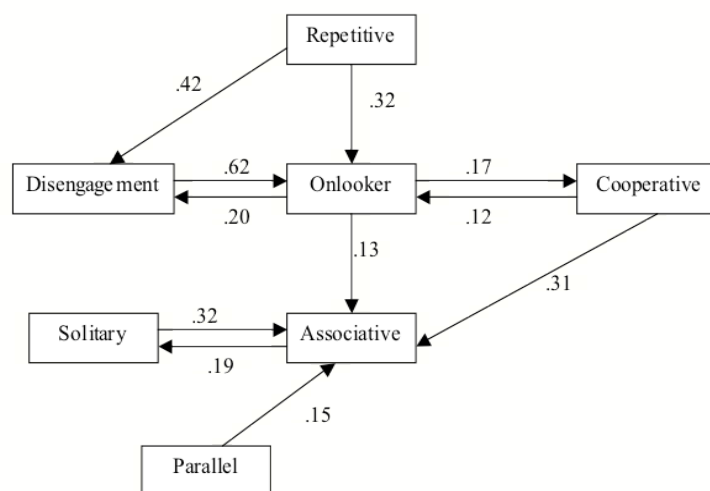 Repetitive
.42
.32
Disengagement
.62
Onlooker
.17
Cooperative
.20
.12
.13
.31
Solitary
.32
Associative
.19
.15
Parallel